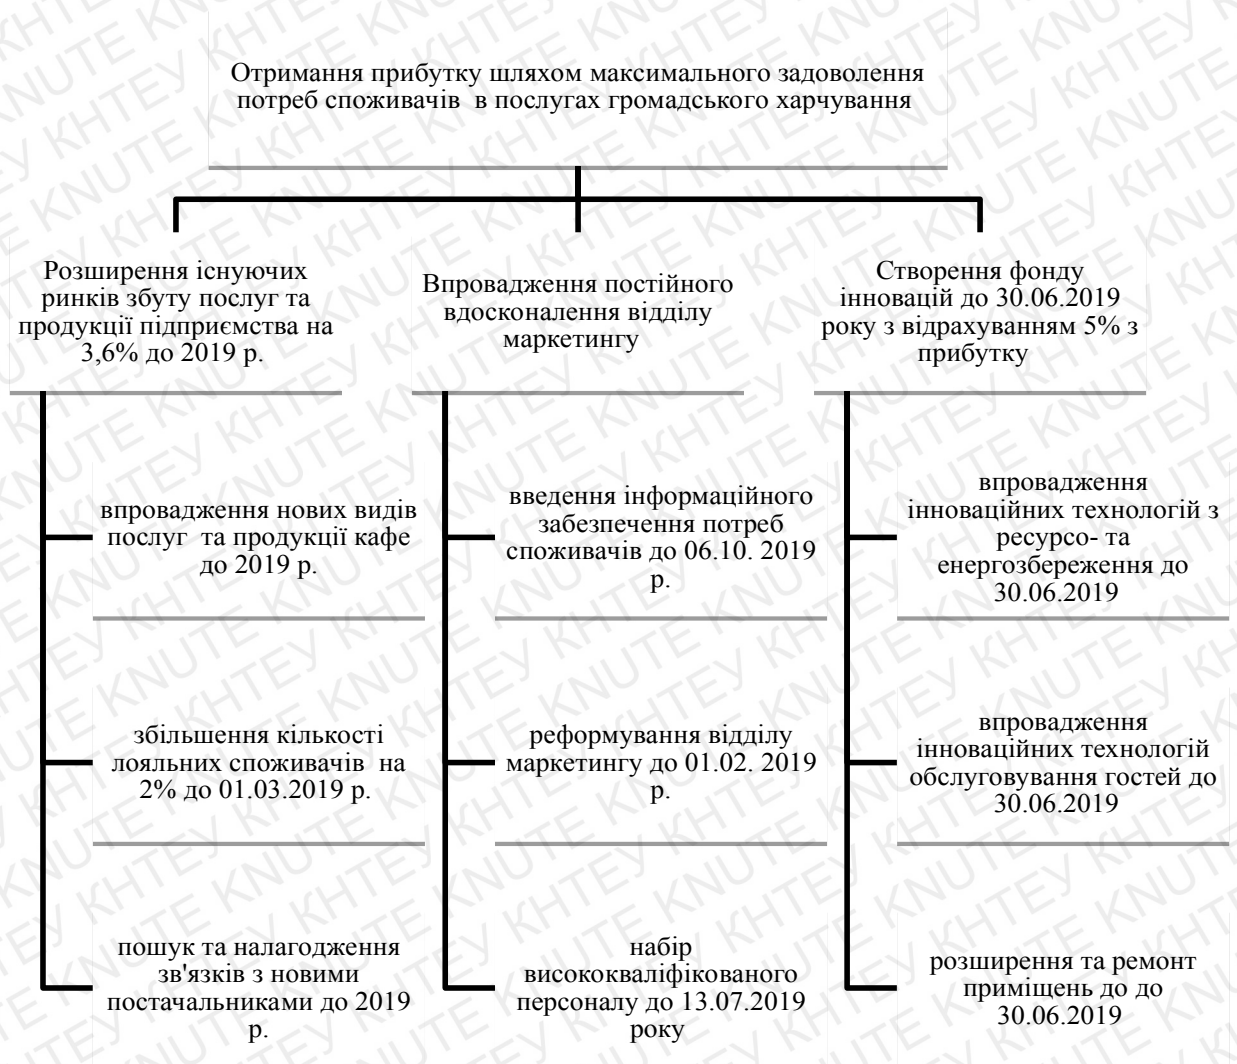 Отримання прибутку шляхом максимального задоволення
потреб споживачів в послугах громадського харчування
Розширення існуючих
ринків збуту послуг та
продукції підприємства на
3,6% до 2019 р.
впровадження нових видів
послуг та продукції кафе
до 2019 р.
збільшення кількості
лояльних споживачів на
2% до 01.03.2019 р.
пошук та налагодження
зв'язків з новими
постачальниками до 2019
р.
Впровадження постійного
вдосконалення відділу
маркетингу
введення інформаційного
забезпечення потреб
споживачів до 06.10. 2019
р.
реформування відділу
маркетингу до 01.02. 2019
р.
набір
висококваліфікованого
персоналу до 13.07.2019
року
Створення фонду
інновацій до 30.06.2019
року з відрахуванням 5% з
прибутку
впровадження
інноваційних технологій з
ресурсо- та
енергозбереження до
30.06.2019
впровадження
інноваційних технологій
обслуговування гостей до
30.06.2019
розширення та ремонт
приміщень до до
30.06.2019